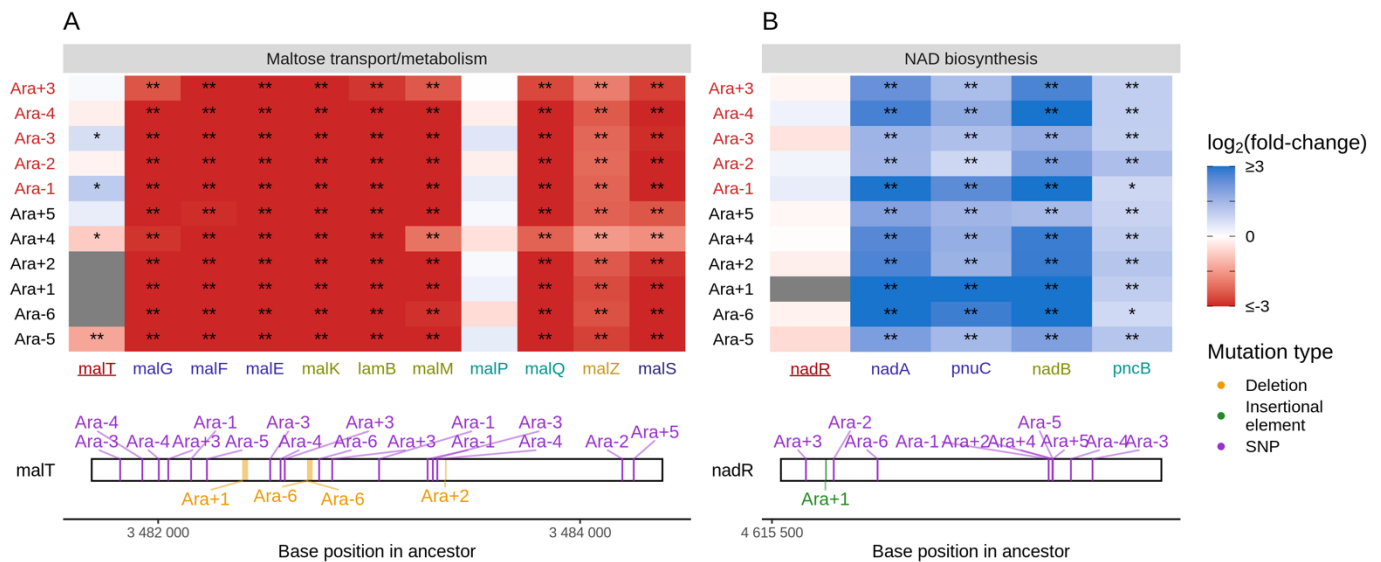 A
B
Maltose transport/metabolism
NAD biosynthesis
Ara+3 ** ** ** ** ** ** ** ** ** Ara+3 ** ** ** **
Ara-4 ** ** ** ** ** ** ** ** ** Ara-4 ** ** ** **
Ara-3 * ** ** ** ** ** ** ** ** ** Ara-3 ** ** ** **
Ara-2 ** ** ** ** ** ** ** ** ** Ara-2 ** ** ** **
Ara-1 * ** ** ** ** ** ** ** ** ** Ara-1 ** ** ** *
Ara+5 ** ** ** ** ** ** ** ** ** Ara+5 ** ** ** **
Ara+4 * ** ** ** ** ** ** ** ** ** Ara+4 ** ** ** **
Ara+2 ** ** ** ** ** ** ** ** ** Ara+2 ** ** ** **
Ara+1 ** ** ** ** ** ** ** ** ** Ara+1 ** ** ** **
Ara-6 ** ** ** ** ** ** ** ** ** Ara-6 ** ** ** *
Ara-5 ** ** ** ** ** ** ** ** ** ** Ara-5 ** ** ** **
malT malG malF malE malK lamB malM malP malQ malZ malS
nadR nadA pnuC nadB pncB
log₂(fold-change)
≥3
0
≤-3
Mutation type
Deletion
Insertional
element
SNP
Ara-4 Ara-1 Ara-3 Ara+3 Ara-1 Ara-3 Ara+5
Ara-3 Ara-4 Ara+3 Ara-5 Ara-4 Ara-6 Ara+3 Ara-1 Ara-4 Ara-2
malT
Ara+1 Ara-6 Ara-6 Ara+2
3 482 000 3 484 000
Base position in ancestor
Ara-2 Ara-5
Ara+3 Ara-6 Ara-1 Ara+2 Ara+4 Ara+5 Ara-4 Ara-3
nadR
Ara+1
4 615 500
Base position in ancestor